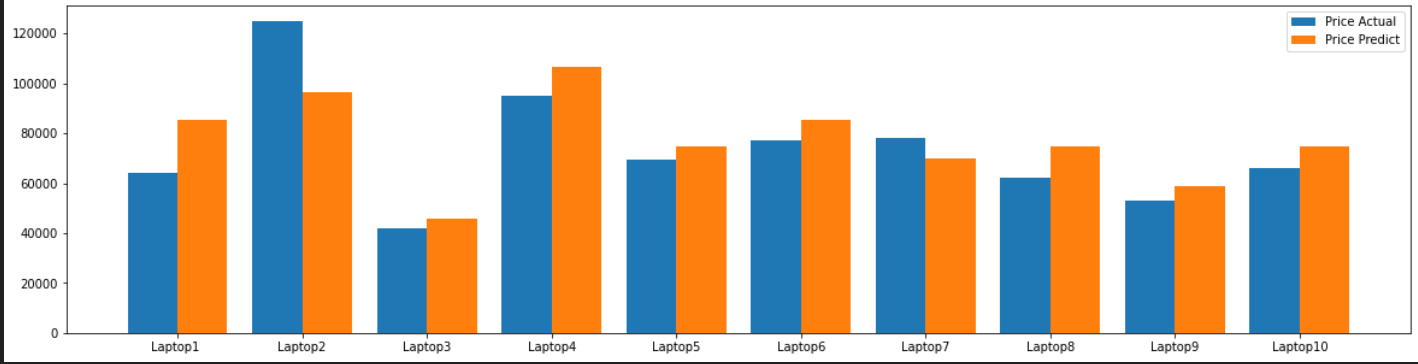 Price Actual
Price Predict
120000
100000
80000
60000
40000
20000
0
Laptop1 Laptop2 Laptop3 Laptop4 Laptop5 Laptop6 Laptop7 Laptop8 Laptop9 Laptop10